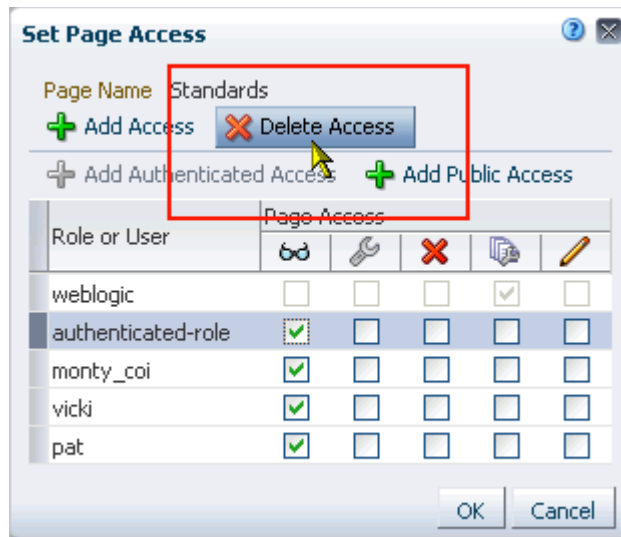 Set Page Access
Page Name Standards
Add Access Delete Access
Add Authenticated Access Add Public Access
Role or User Page Access
weblogic
authenticated-role
monty_coi
vicki
pat
OK Cancel